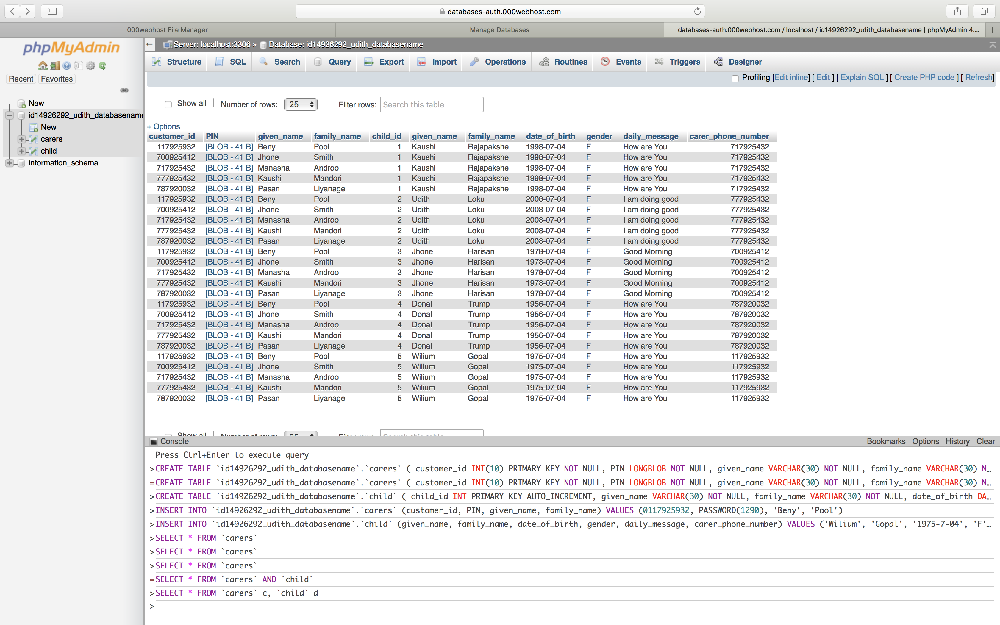 databases-auth.000webhost.com
000webhost File Manager
Manage Databases
databases-auth.000webhost.com / localhost / id14926292_udith_databasename | phpMyAdmin 4....
phpMyAdmin
Recent Favorites
New
id14926292_udith_databasename
New
carers
child
information_schema
Server: localhost:3306 » Database: id14926292_udith_databasename
Structure SQL Search Query Export Import Operations Routines Events Triggers Designer
Profiling [Edit inline] [ Edit ] [ Explain SQL ] [ Create PHP code ] [ Refresh]
Show all | Number of rows: 25 Filter rows: Search this table
+ Options
customer_id PIN given_name family_name child_id given_name family_name date_of_birth gender daily_message carer_phone_number
117925932 [BLOB - 41 B] Beny Pool 1 Kaushi Rajapakshe 1998-07-04 F How are You 717925432
700925412 [BLOB - 41 B] Jhone Smith 1 Kaushi Rajapakshe 1998-07-04 F How are You 717925432
717925432 [BLOB - 41 B] Manasha Androo 1 Kaushi Rajapakshe 1998-07-04 F How are You 717925432
777925432 [BLOB - 41 B] Kaushi Mandori 1 Kaushi Rajapakshe 1998-07-04 F How are You 717925432
787920032 [BLOB - 41 B] Pasan Liyanage 1 Kaushi Rajapakshe 1998-07-04 F How are You 717925432
117925932 [BLOB - 41 B] Beny Pool 2 Udith Loku 2008-07-04 F I am doing good 777925432
700925412 [BLOB - 41 B] Jhone Smith 2 Udith Loku 2008-07-04 F I am doing good 777925432
717925432 [BLOB - 41 B] Manasha Androo 2 Udith Loku 2008-07-04 F I am doing good 777925432
777925432 [BLOB - 41 B] Kaushi Mandori 2 Udith Loku 2008-07-04 F I am doing good 777925432
787920032 [BLOB - 41 B] Pasan Liyanage 2 Udith Loku 2008-07-04 F I am doing good 777925432
117925932 [BLOB - 41 B] Beny Pool 3 Jhone Harisan 1978-07-04 F Good Morning 700925412
700925412 [BLOB - 41 B] Jhone Smith 3 Jhone Harisan 1978-07-04 F Good Morning 700925412
717925432 [BLOB - 41 B] Manasha Androo 3 Jhone Harisan 1978-07-04 F Good Morning 700925412
777925432 [BLOB - 41 B] Kaushi Mandori 3 Jhone Harisan 1978-07-04 F Good Morning 700925412
787920032 [BLOB - 41 B] Pasan Liyanage 3 Jhone Harisan 1978-07-04 F Good Morning 700925412
117925932 [BLOB - 41 B] Beny Pool 4 Donal Trump 1956-07-04 F How are You 787920032
700925412 [BLOB - 41 B] Jhone Smith 4 Donal Trump 1956-07-04 F How are You 787920032
717925432 [BLOB - 41 B] Manasha Androo 4 Donal Trump 1956-07-04 F How are You 787920032
777925432 [BLOB - 41 B] Kaushi Mandori 4 Donal Trump 1956-07-04 F How are You 787920032
787920032 [BLOB - 41 B] Pasan Liyanage 4 Donal Trump 1956-07-04 F How are You 787920032
117925932 [BLOB - 41 B] Beny Pool 5 Wilium Gopal 1975-07-04 F How are You 117925932
700925412 [BLOB - 41 B] Jhone Smith 5 Wilium Gopal 1975-07-04 F How are You 117925932
717925432 [BLOB - 41 B] Manasha Androo 5 Wilium Gopal 1975-07-04 F How are You 117925932
777925432 [BLOB - 41 B] Kaushi Mandori 5 Wilium Gopal 1975-07-04 F How are You 117925932
787920032 [BLOB - 41 B] Pasan Liyanage 5 Wilium Gopal 1975-07-04 F How are You 117925932
Console Bookmarks Options History Clear
Press Ctrl+Enter to execute query
>CREATE TABLE `id14926292_udith_databasename`.`carers` ( customer_id INT(10) PRIMARY KEY NOT NULL, PIN LONGBLOB NOT NULL, given_name VARCHAR(30) NOT NULL, family_name VARCHAR(30) N…
=CREATE TABLE `id14926292_udith_databasename`.`carers` ( customer_id INT(10) PRIMARY KEY NOT NULL, PIN LONGBLOB NOT NULL, given_name VARCHAR(30) NOT NULL, family_name VARCHAR(30) N…
>CREATE TABLE `id14926292_udith_databasename`.`child` ( child_id INT PRIMARY KEY AUTO_INCREMENT, given_name VARCHAR(30) NOT NULL, family_name VARCHAR(30) NOT NULL, date_of_birth DA…
>INSERT INTO `id14926292_udith_databasename`.`carers` (customer_id, PIN, given_name, family_name) VALUES (0117925932, PASSWORD(1290), 'Beny', 'Pool')
>INSERT INTO `id14926292_udith_databasename`.`child` (given_name, family_name, date_of_birth, gender, daily_message, carer_phone_number) VALUES ('Wilium', 'Gopal', '1975-7-04', 'F'…
>SELECT * FROM `carers`
>SELECT * FROM `carers`
>SELECT * FROM `carers`
=SELECT * FROM `carers` AND `child`
>SELECT * FROM `carers` c, `child` d
>